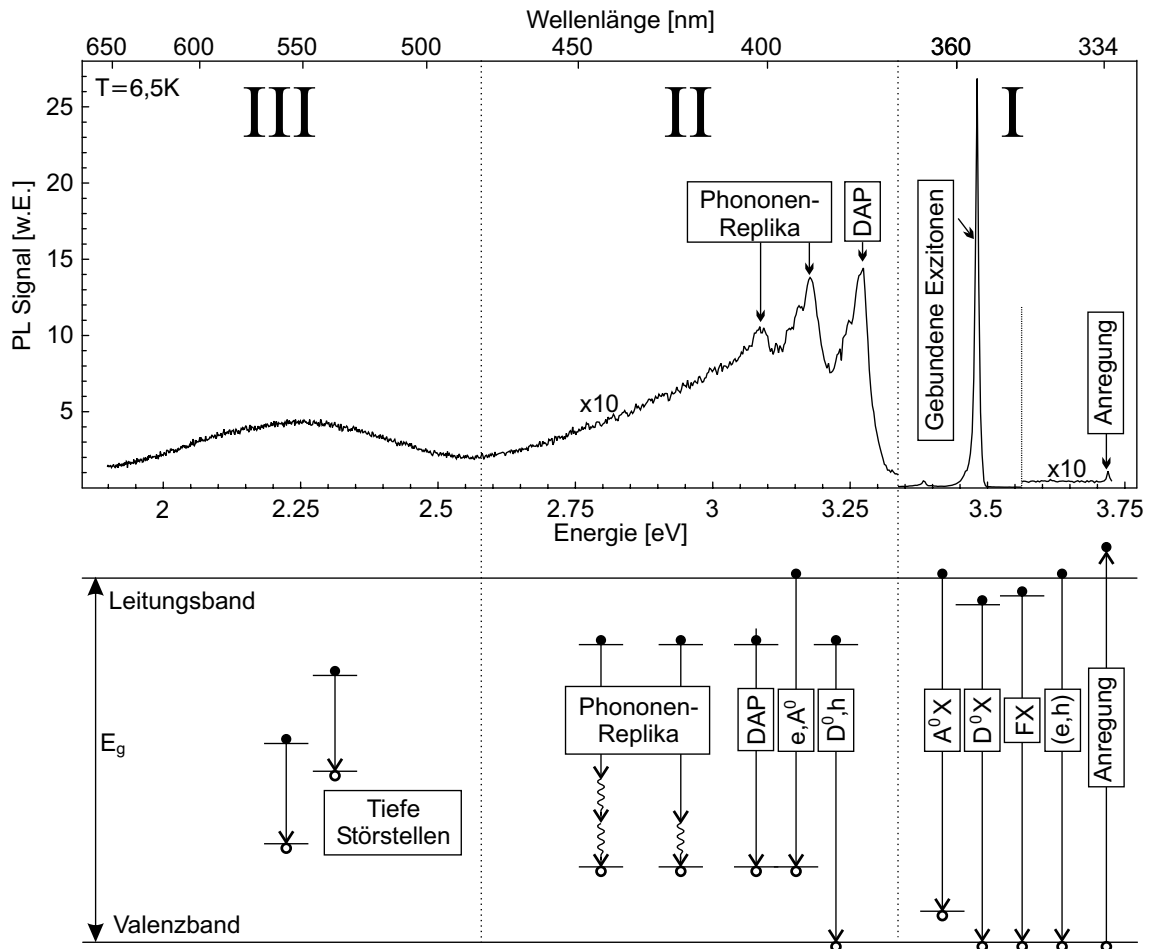 Wellenlänge [nm]
650 600 550 500 450 400 360 334
T=6,5K
III II I
25
20
15
10
5
PL Signal [w.E.]
Phononen-
Replika
DAP
Gebundene Exzitonen
Anregung
x10
x10
2 2.25 2.5 2.75 3 3.25 3.5 3.75
Energie [eV]
Leitungsband
E_g
Valenzband
Tiefe
Störstellen
Phononen-
Replika
DAP
e,A⁰
D⁰,h
A⁰X
D⁰X
FX
(e,h)
Anregung